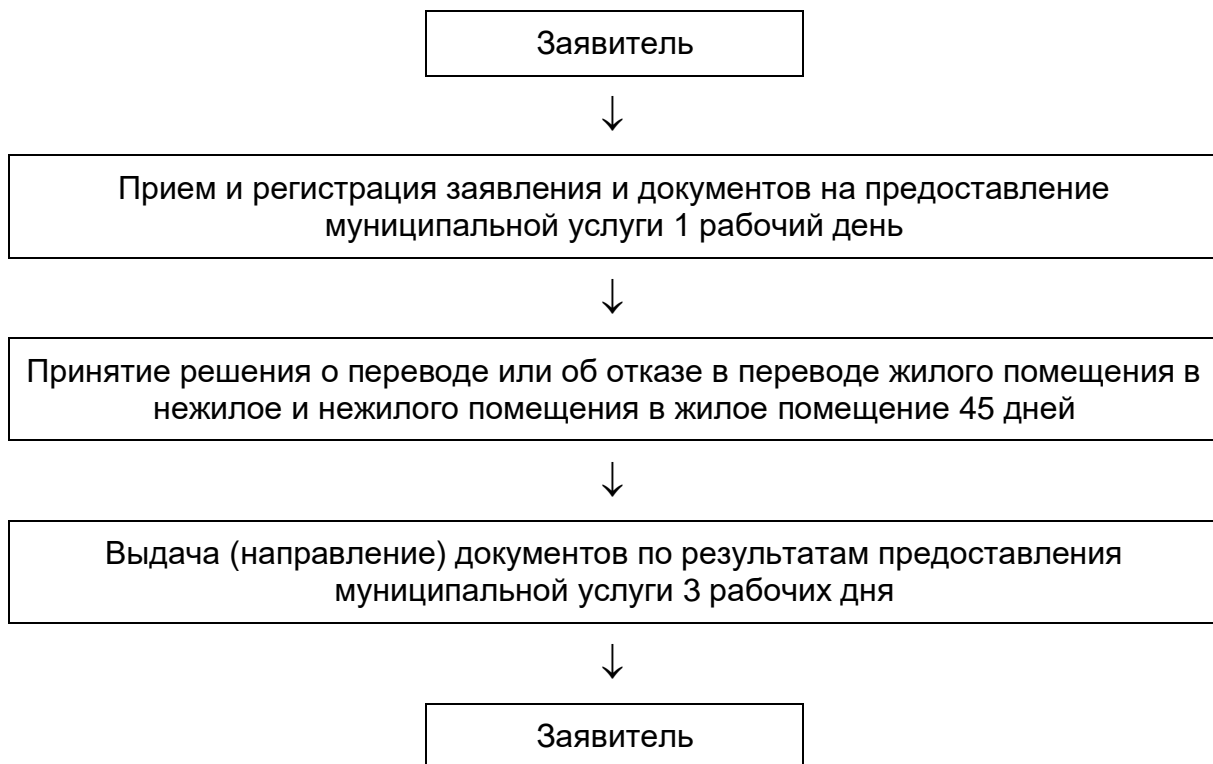 Заявитель
↓
Прием и регистрация заявления и документов на предоставление
муниципальной услуги 1 рабочий день
↓
Принятие решения о переводе или об отказе в переводе жилого помещения в
нежилое и нежилого помещения в жилое помещение 45 дней
↓
Выдача (направление) документов по результатам предоставления
муниципальной услуги 3 рабочих дня
↓
Заявитель